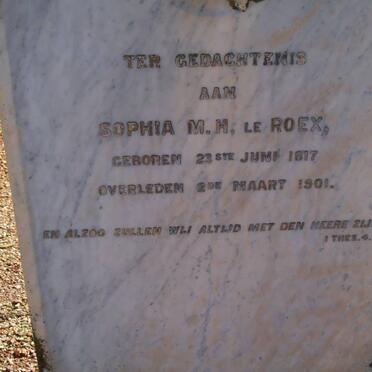 TER GEDACHTENIS
AAN
SOPHIA M. H. LE ROEX,
GEBOREN 23STE JUNI 1817
OVERLEDEN 2DE MAART 1901.
EN ALZOO ZULLEN WIJ ALTIJD MET DEN HEERE ZIJ
1 THES. 4.